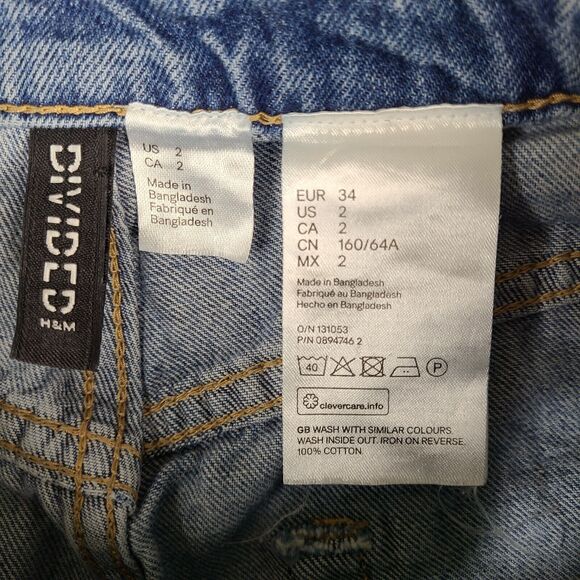 DIVIDED
H&M
US 2
CA 2
Made in
Bangladesh
Fabriqué en
Bangladesh
EUR 34
US 2
CA 2
CN 160/64A
MX 2
Made in Bangladesh
Fabriqué au Bangladesh
Hecho en Bangladesh
O/N 131053
P/N 0894746 2
40 P
clevercare.info
GB WASH WITH SIMILAR COLOURS.
WASH INSIDE OUT. IRON ON REVERSE.
100% COTTON.